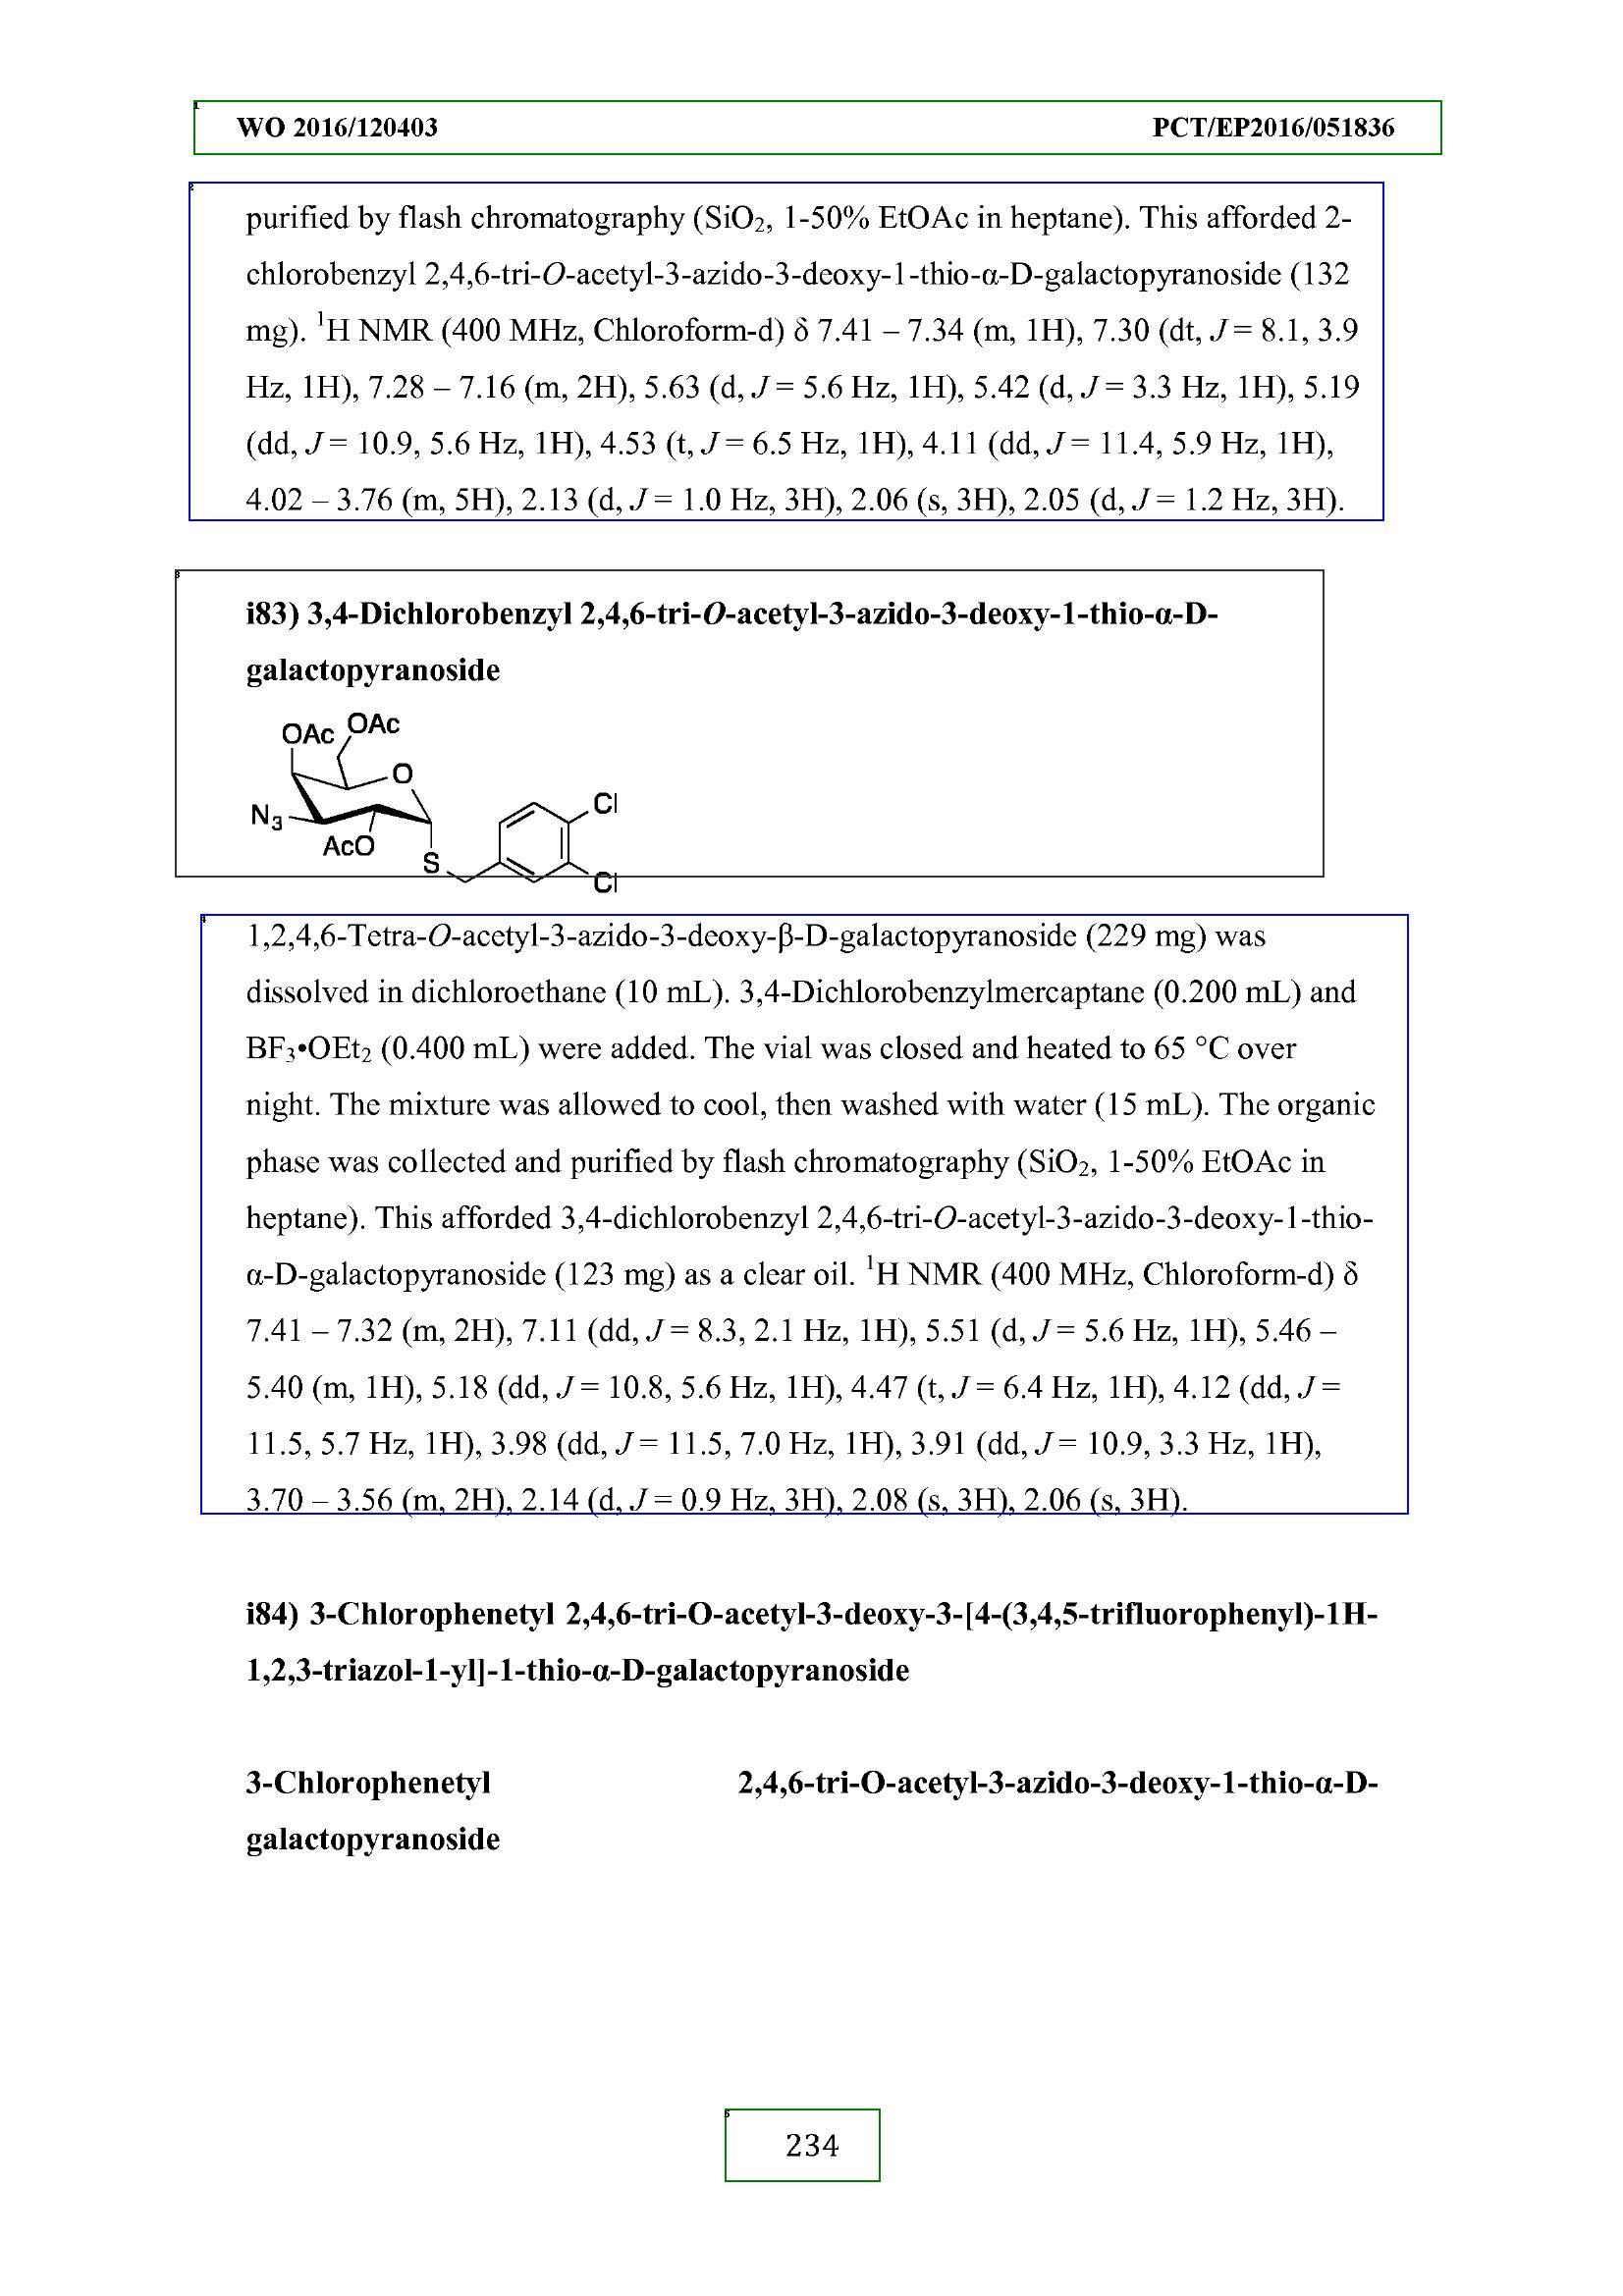 WO 2016/120403 PCT/EP2016/051836
purified by flash chromatography (SiO₂, 1-50% EtOAc in heptane). This afforded 2-
chlorobenzyl 2,4,6-tri-O-acetyl-3-azido-3-deoxy-1-thio-α-D-galactopyranoside (132
mg). ¹H NMR (400 MHz, Chloroform-d) δ 7.41 – 7.34 (m, 1H), 7.30 (dt, J = 8.1, 3.9
Hz, 1H), 7.28 – 7.16 (m, 2H), 5.63 (d, J = 5.6 Hz, 1H), 5.42 (d, J = 3.3 Hz, 1H), 5.19
(dd, J = 10.9, 5.6 Hz, 1H), 4.53 (t, J = 6.5 Hz, 1H), 4.11 (dd, J = 11.4, 5.9 Hz, 1H),
4.02 – 3.76 (m, 5H), 2.13 (d, J = 1.0 Hz, 3H), 2.06 (s, 3H), 2.05 (d, J = 1.2 Hz, 3H).
i83) 3,4-Dichlorobenzyl 2,4,6-tri-O-acetyl-3-azido-3-deoxy-1-thio-α-D-
galactopyranoside
OAc OAc
O
N₃
Cl
AcO
S
Cl
1,2,4,6-Tetra-O-acetyl-3-azido-3-deoxy-β-D-galactopyranoside (229 mg) was
dissolved in dichloroethane (10 mL). 3,4-Dichlorobenzylmercaptane (0.200 mL) and
BF₃•OEt₂ (0.400 mL) were added. The vial was closed and heated to 65 °C over
night. The mixture was allowed to cool, then washed with water (15 mL). The organic
phase was collected and purified by flash chromatography (SiO₂, 1-50% EtOAc in
heptane). This afforded 3,4-dichlorobenzyl 2,4,6-tri-O-acetyl-3-azido-3-deoxy-1-thio-
α-D-galactopyranoside (123 mg) as a clear oil. ¹H NMR (400 MHz, Chloroform-d) δ
7.41 – 7.32 (m, 2H), 7.11 (dd, J = 8.3, 2.1 Hz, 1H), 5.51 (d, J = 5.6 Hz, 1H), 5.46 –
5.40 (m, 1H), 5.18 (dd, J = 10.8, 5.6 Hz, 1H), 4.47 (t, J = 6.4 Hz, 1H), 4.12 (dd, J =
11.5, 5.7 Hz, 1H), 3.98 (dd, J = 11.5, 7.0 Hz, 1H), 3.91 (dd, J = 10.9, 3.3 Hz, 1H),
3.70 – 3.56 (m, 2H), 2.14 (d, J = 0.9 Hz, 3H), 2.08 (s, 3H), 2.06 (s, 3H).
i84) 3-Chlorophenetyl 2,4,6-tri-O-acetyl-3-deoxy-3-[4-(3,4,5-trifluorophenyl)-1H-
1,2,3-triazol-1-yl]-1-thio-α-D-galactopyranoside
3-Chlorophenetyl 2,4,6-tri-O-acetyl-3-azido-3-deoxy-1-thio-α-D-
galactopyranoside
234